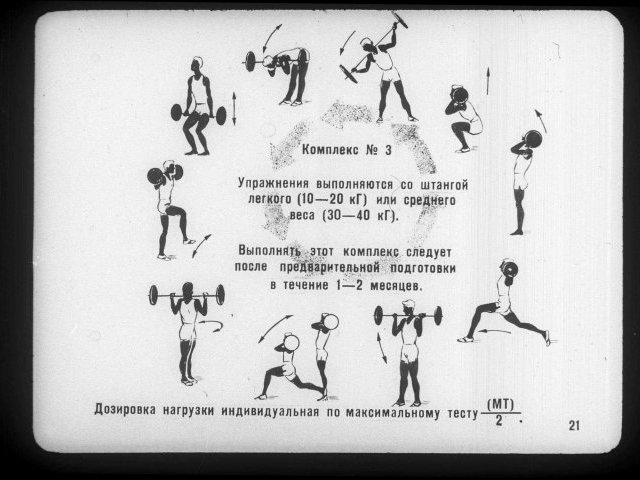 Комплекс № 3
Упражнения выполняются со штангой
легкого (10—20 кГ) или среднего
веса (30—40 кГ).
Выполнять этот комплекс следует
после предварительной подготовки
в течение 1—2 месяцев.
Дозировка нагрузки индивидуальная по максимальному тесту (МТ)
2 .
21